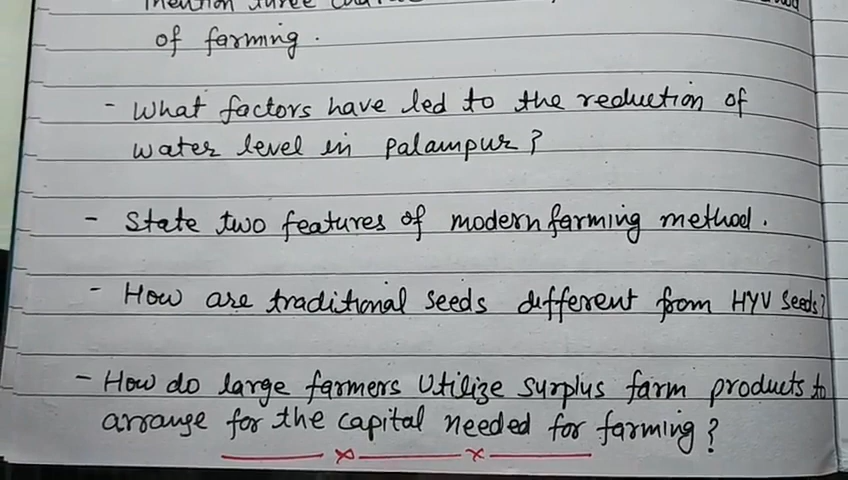 mention three
of farming.
- What factors have led to the reduction of
water level in palampur?
- State two features of modern farming method.
- How are traditional seeds different from HYV seeds?
- How do large farmers utilize surplus farm products to
arrange for the capital needed for farming?